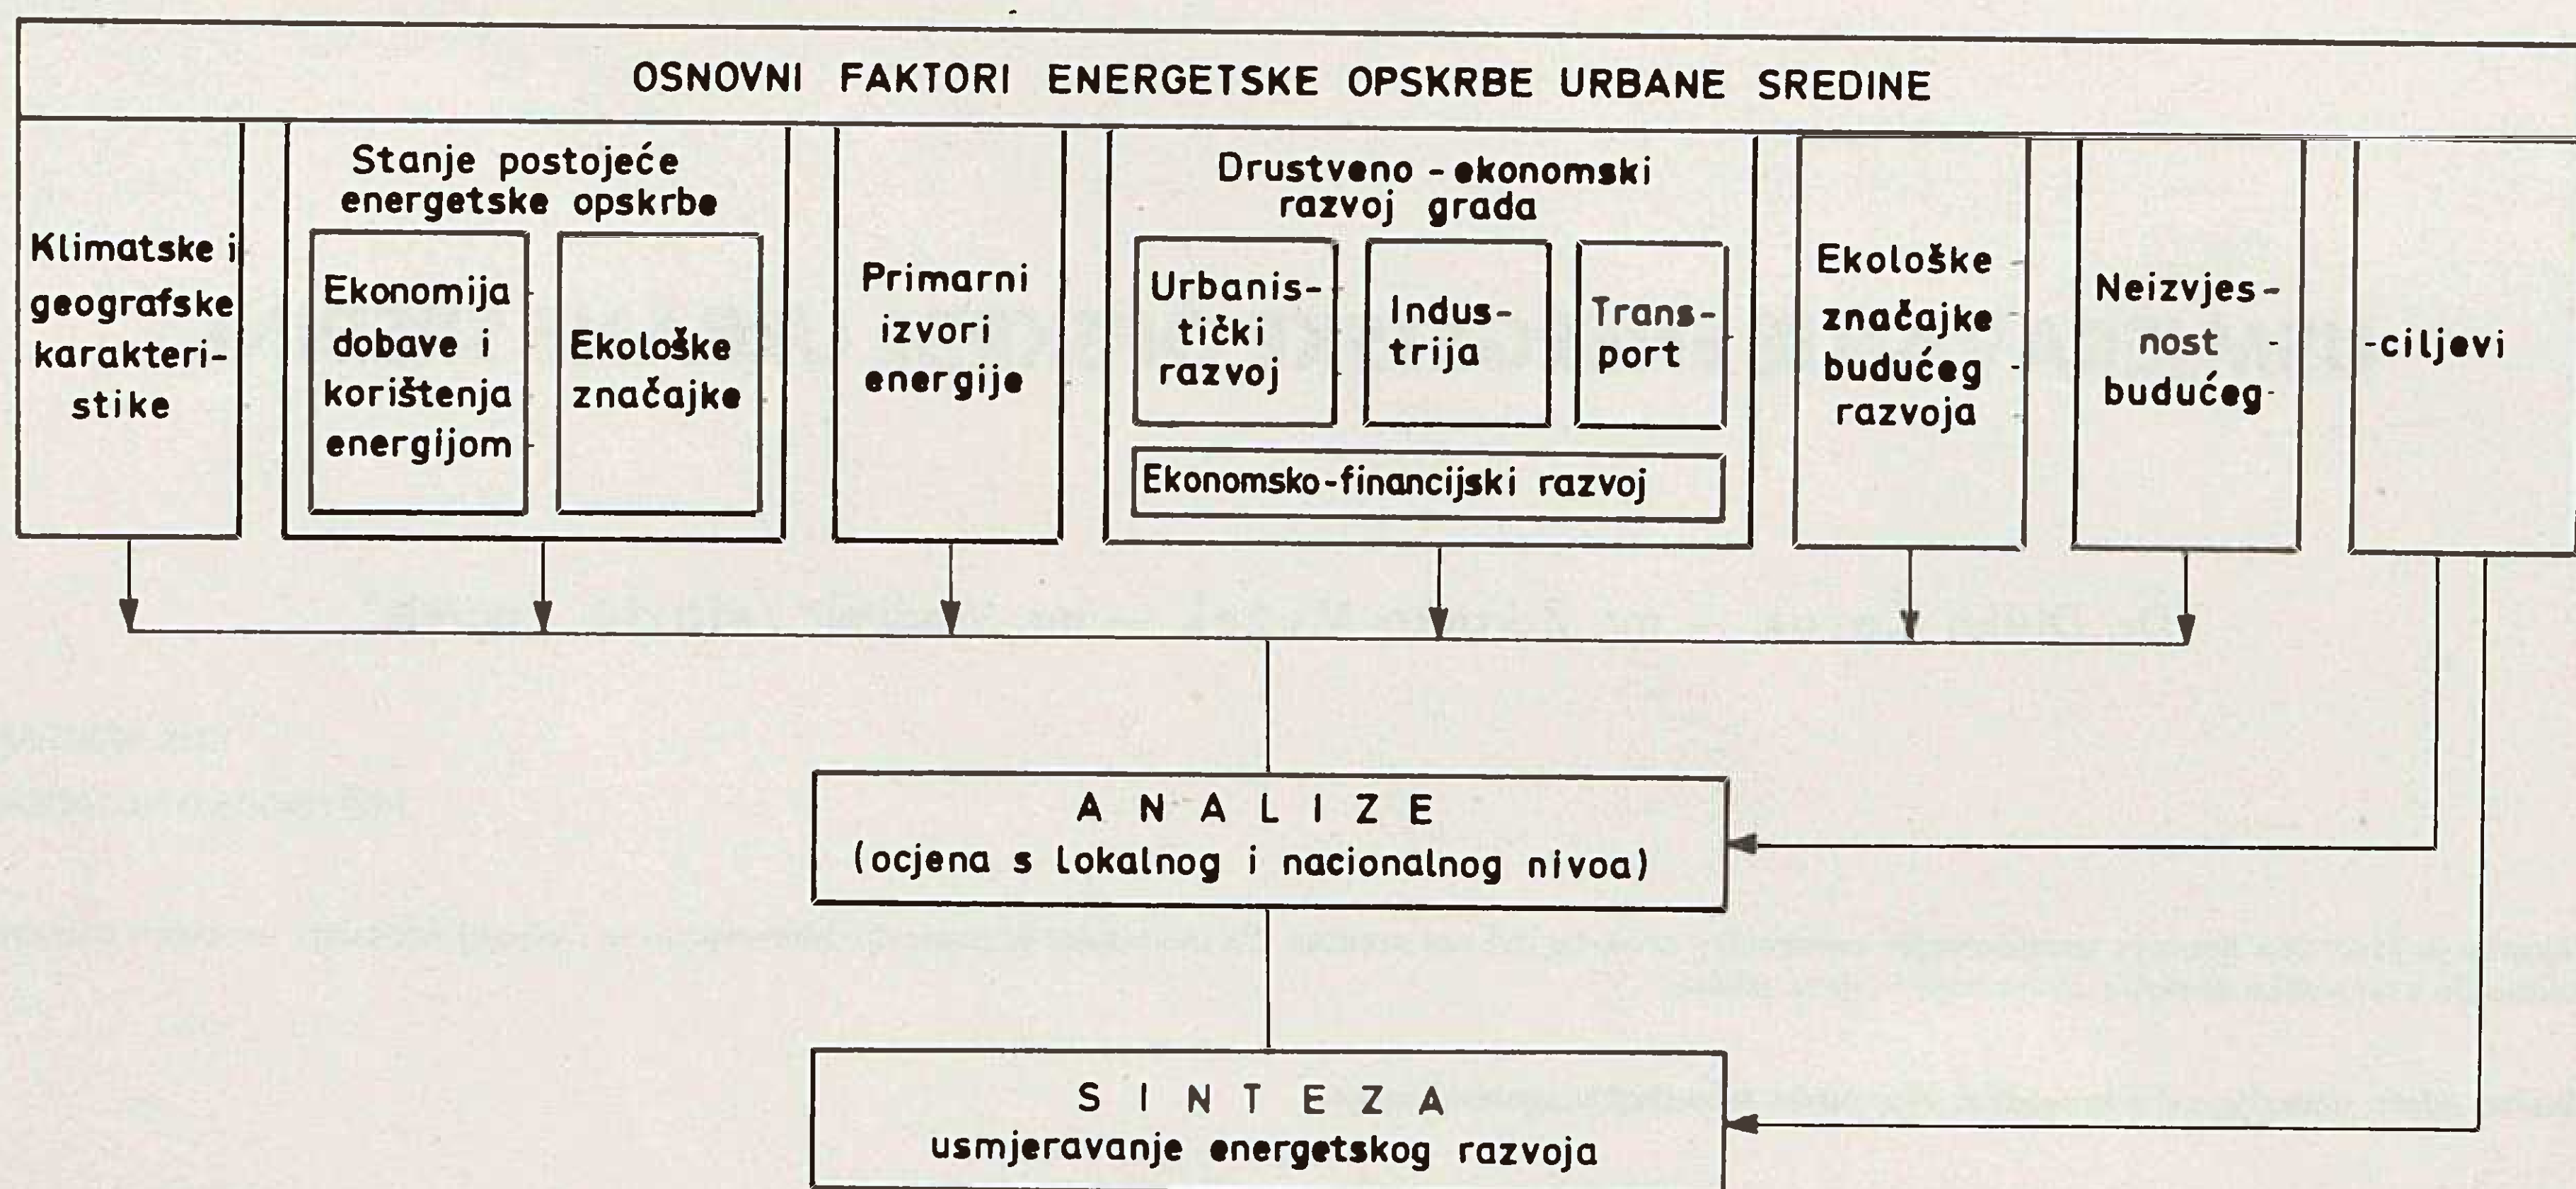 OSNOVNI FAKTORI ENERGETSKE OPSKRBE URBANE SREDINE
Klimatske i
geografske
karakteri-
stike
Stanje postojeće
energetske opskrbe
Ekonomija
dobave i
korištenja
energijom
Ekološke
značajke
Primarni
izvori
energije
Drustveno - ekonomski
razvoj grada
Urbanis-
tički
razvoj
Indus-
trija
Trans-
port
Ekonomsko-financijski razvoj
Ekološke
značajke
budućeg
razvoja
Neizvjes-
nost
budućeg
-ciljevi
A N A L I Z E
(ocjena s lokalnog i nacionalnog nivoa)
S I N T E Z A
usmjeravanje energetskog razvoja